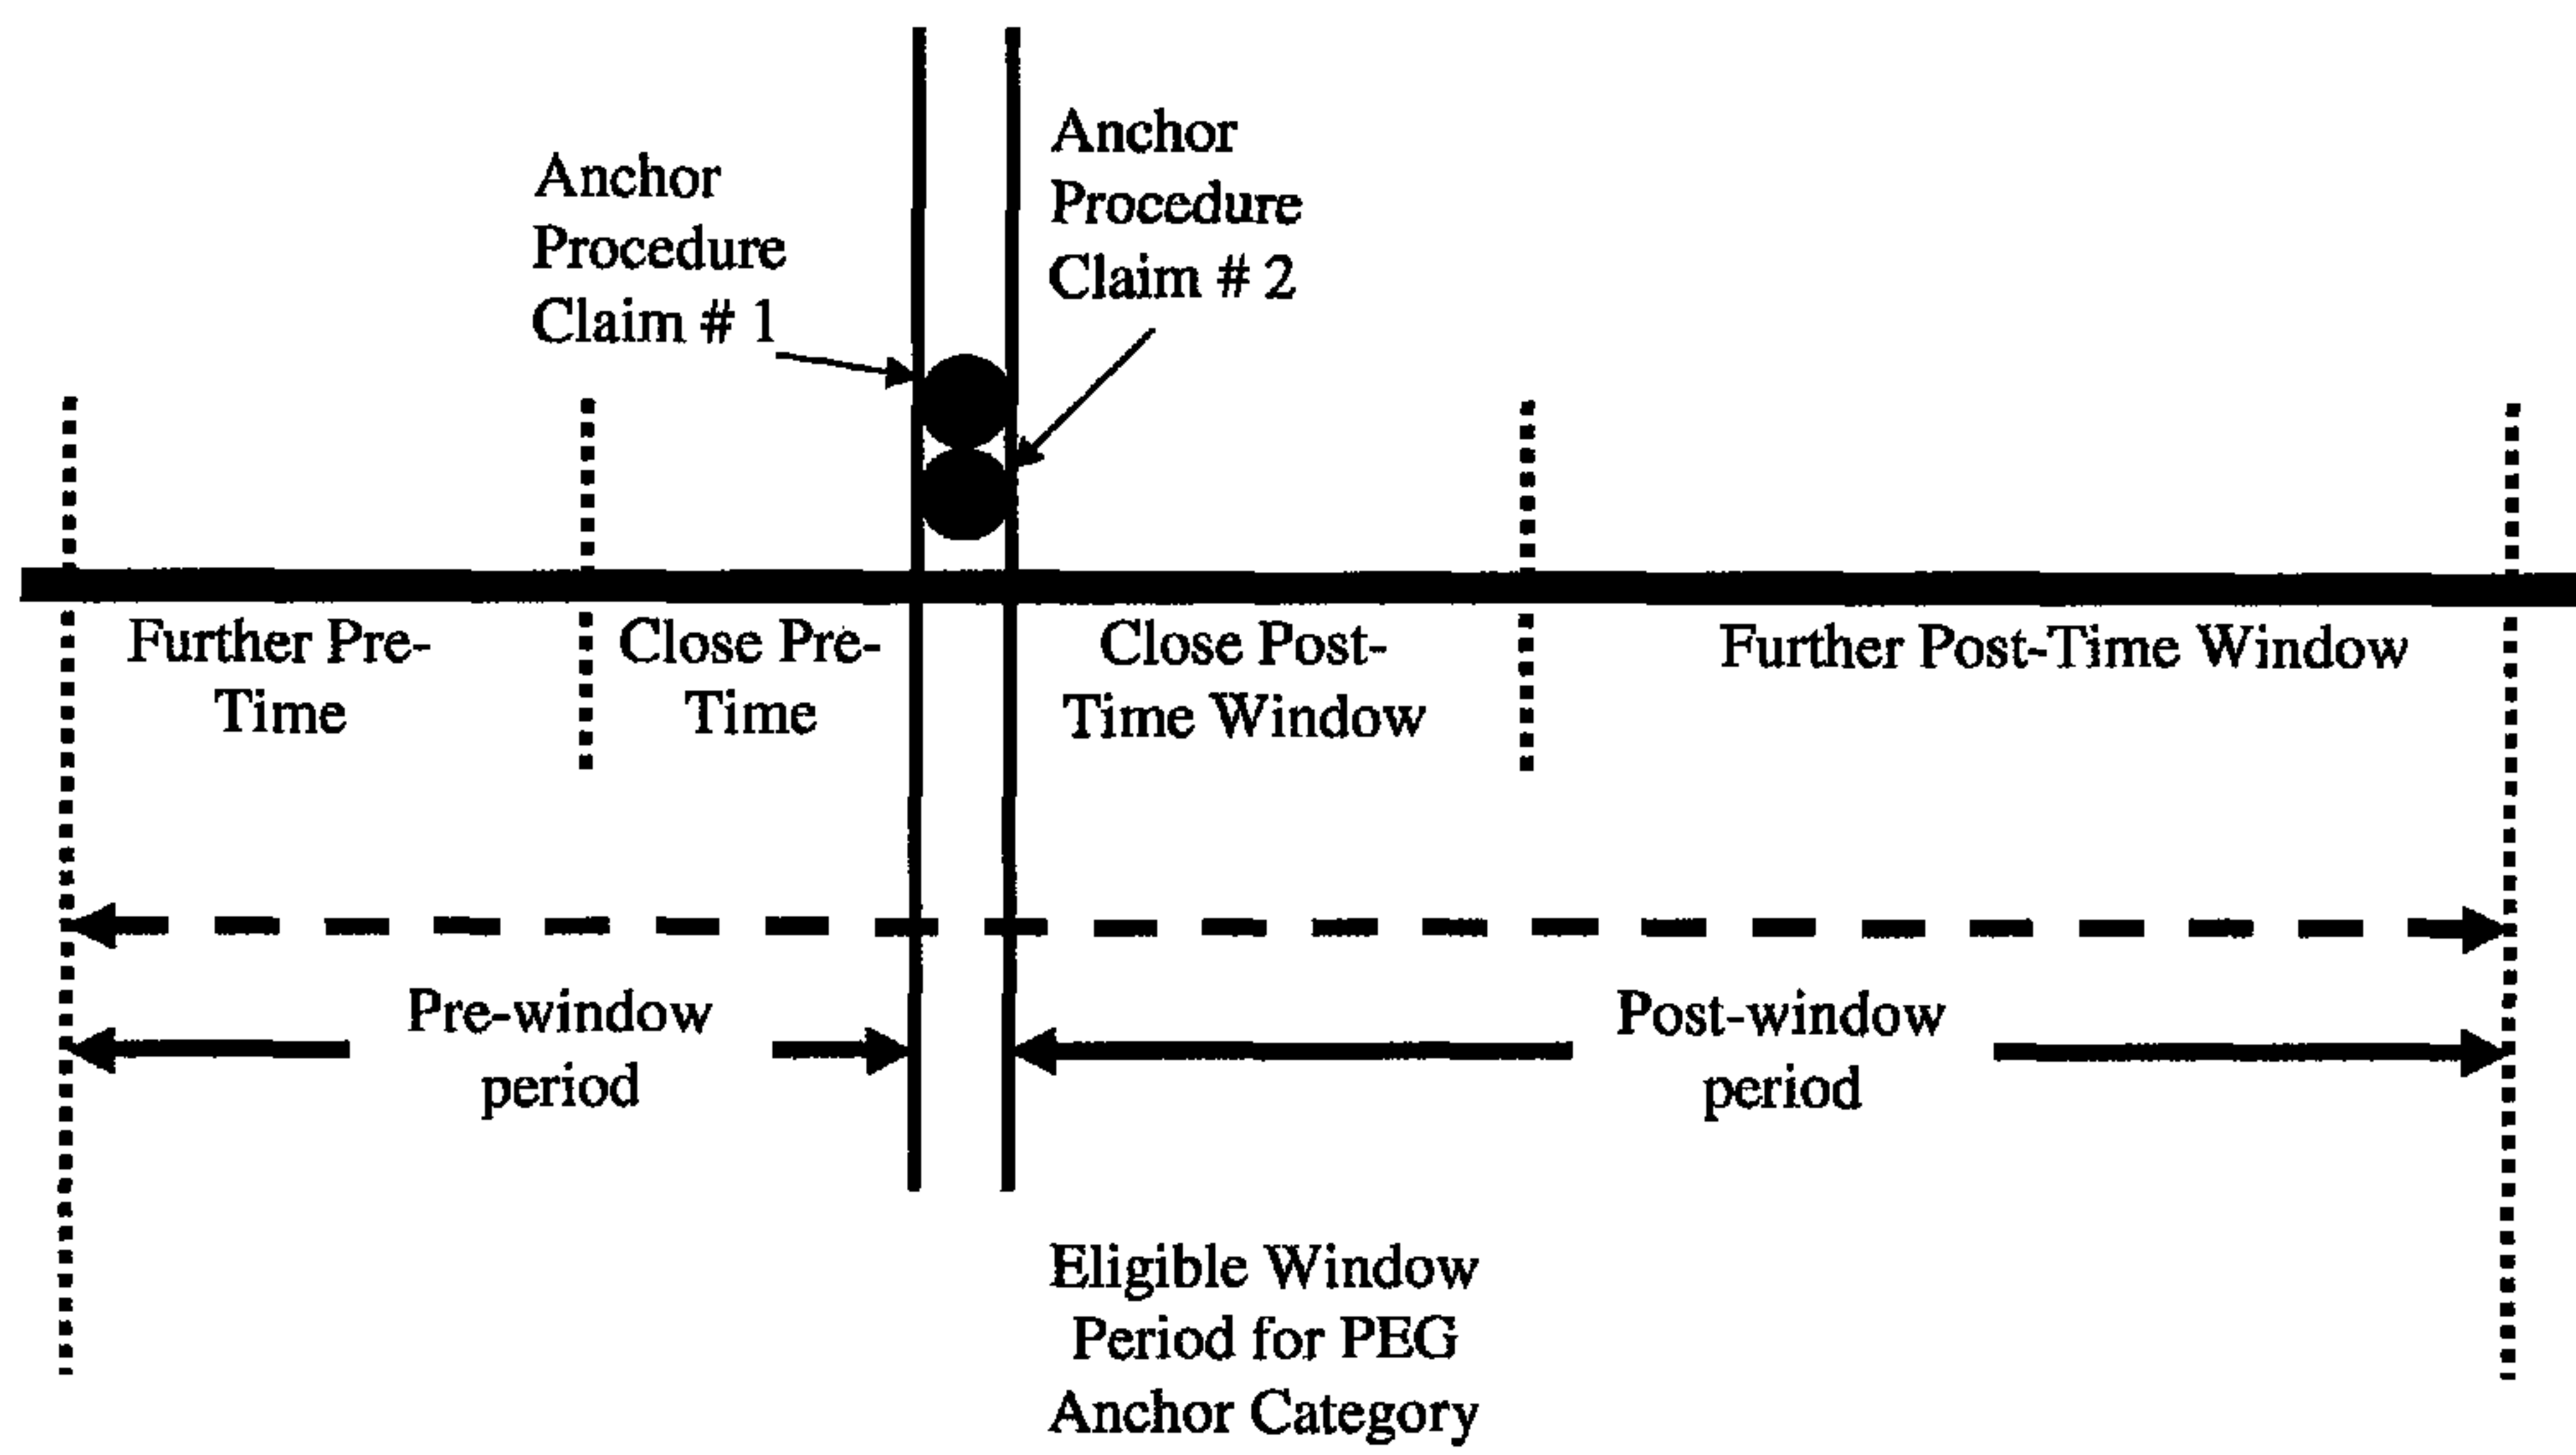 Anchor
Procedure
Claim # 1
Anchor
Procedure
Claim # 2
Further Pre-
Time
Close Pre-
Time
Close Post-
Time Window
Further Post-Time Window
Pre-window
period
Post-window
period
Eligible Window
Period for PEG
Anchor Category